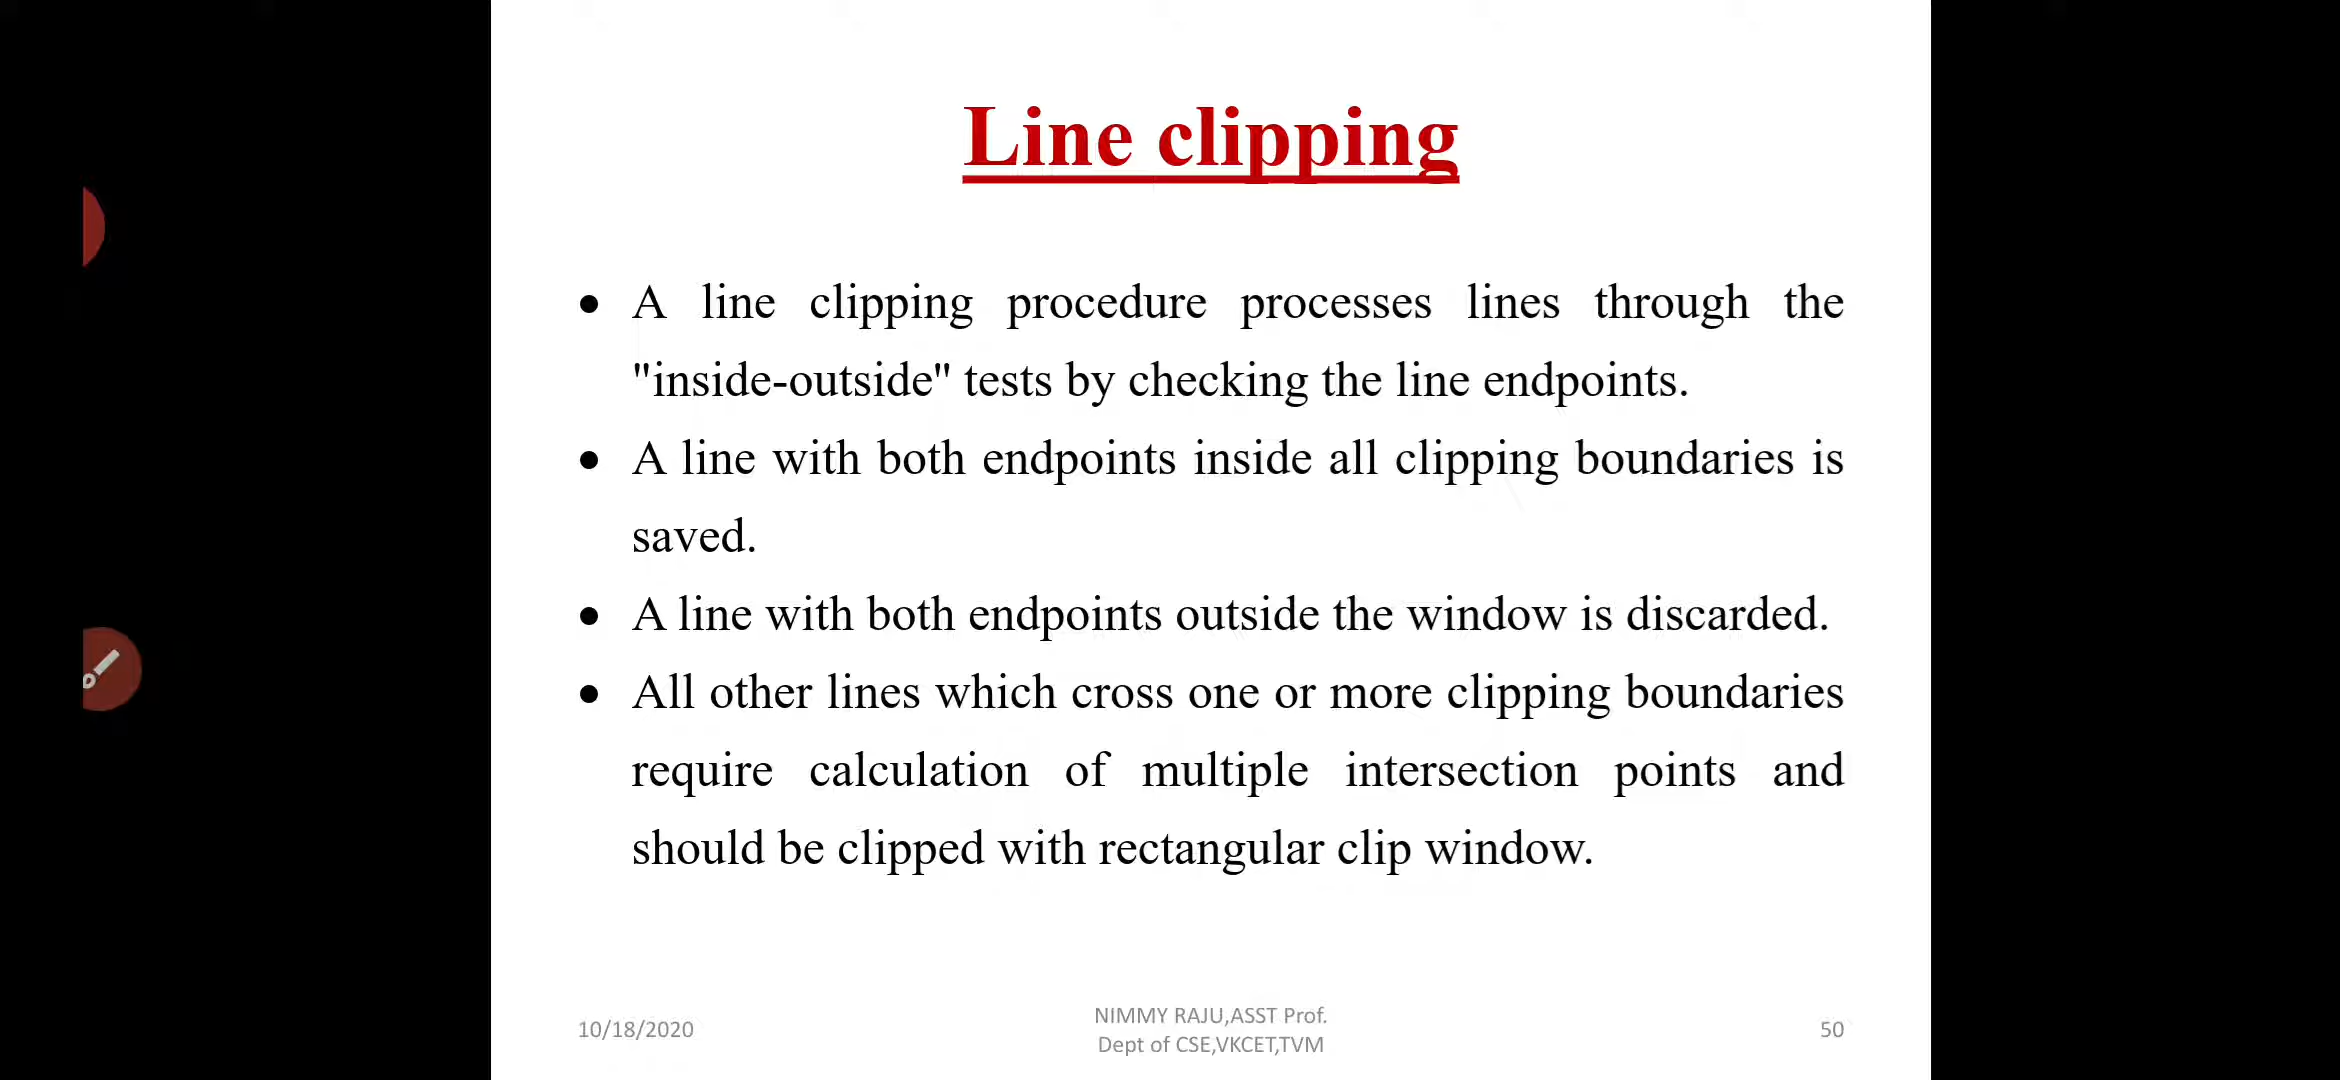 Line clipping
• A line clipping procedure processes lines through the
"inside-outside" tests by checking the line endpoints.
• A line with both endpoints inside all clipping boundaries is
saved.
• A line with both endpoints outside the window is discarded.
• All other lines which cross one or more clipping boundaries
require calculation of multiple intersection points and
should be clipped with rectangular clip window.
10/18/2020
NIMMY RAJU,ASST Prof.
Dept of CSE,VKCET,TVM
50